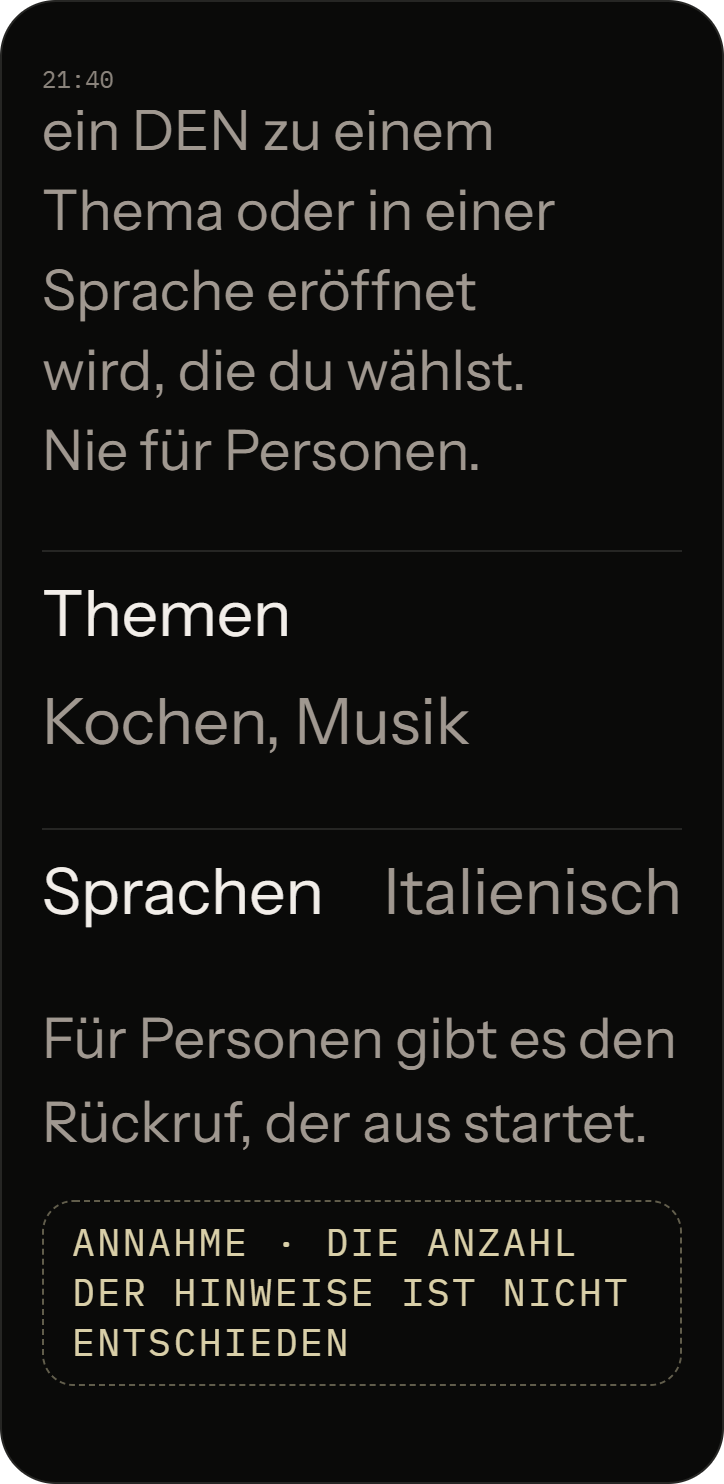 21:40
ein DEN zu einem
Thema oder in einer
Sprache eröffnet
wird, die du wählst.
Nie für Personen.
Themen
Kochen, Musik
Sprachen Italienisch
Für Personen gibt es den
Rückruf, der aus startet.
ANNAHME · DIE ANZAHL
DER HINWEISE IST NICHT
ENTSCHIEDEN